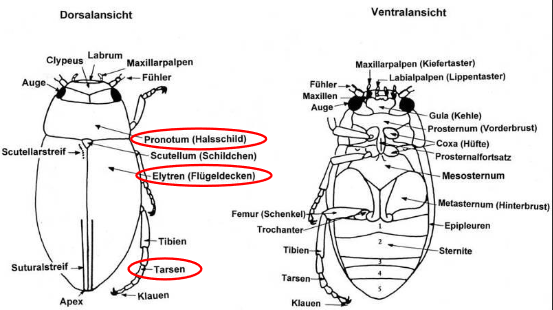 Dorsalansicht
Clypeus
Labrum
Maxillarpalpen
Fühler
Auge
Pronotum (Halsschild)
Scutellarstreif
Scutellum (Schildchen)
Elytren (Flügeldecken)
Tibien
Suturalstreif
Tarsen
Apex
Klauen
Ventralansicht
Maxillarpalpen (Kiefertaster)
Labialpalpen (Lippentaster)
Fühler
Maxillen
Auge
Gula (Kehle)
Prosternum (Vorderbrust)
Coxa (Hüfte)
Prosternalfortsatz
Mesosternum
Metasternum (Hinterbrust)
Femur (Schenkel)
Trochanter
Epipleuren
1
2
Tibien
Sternite
3
Tarsen
4
5
Klauen